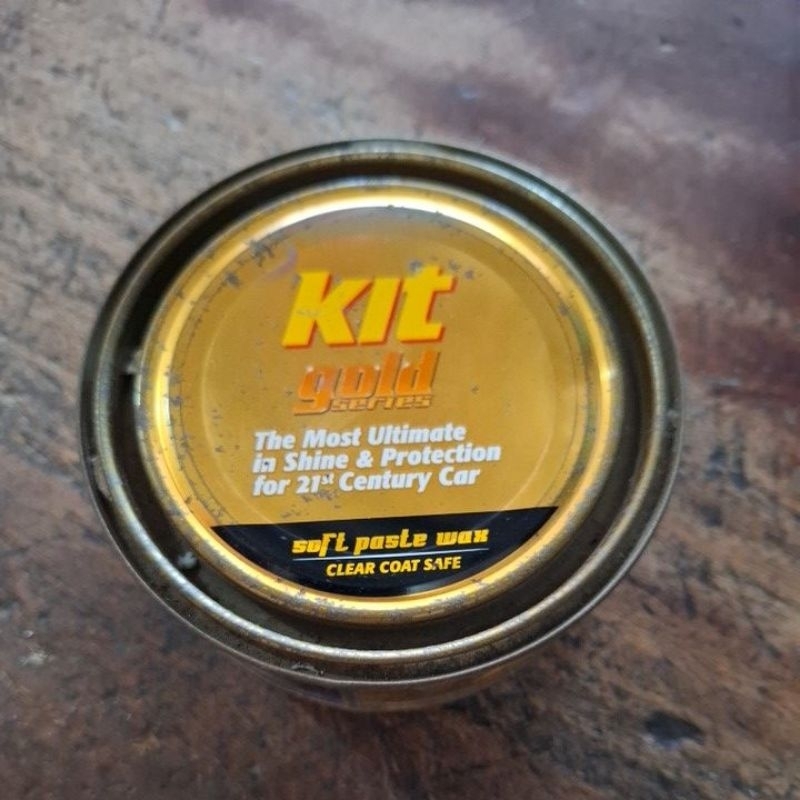 kit
gold
series
The Most Ultimate
in Shine & Protection
for 21st Century Car
soft paste wax
CLEAR COAT SAFE